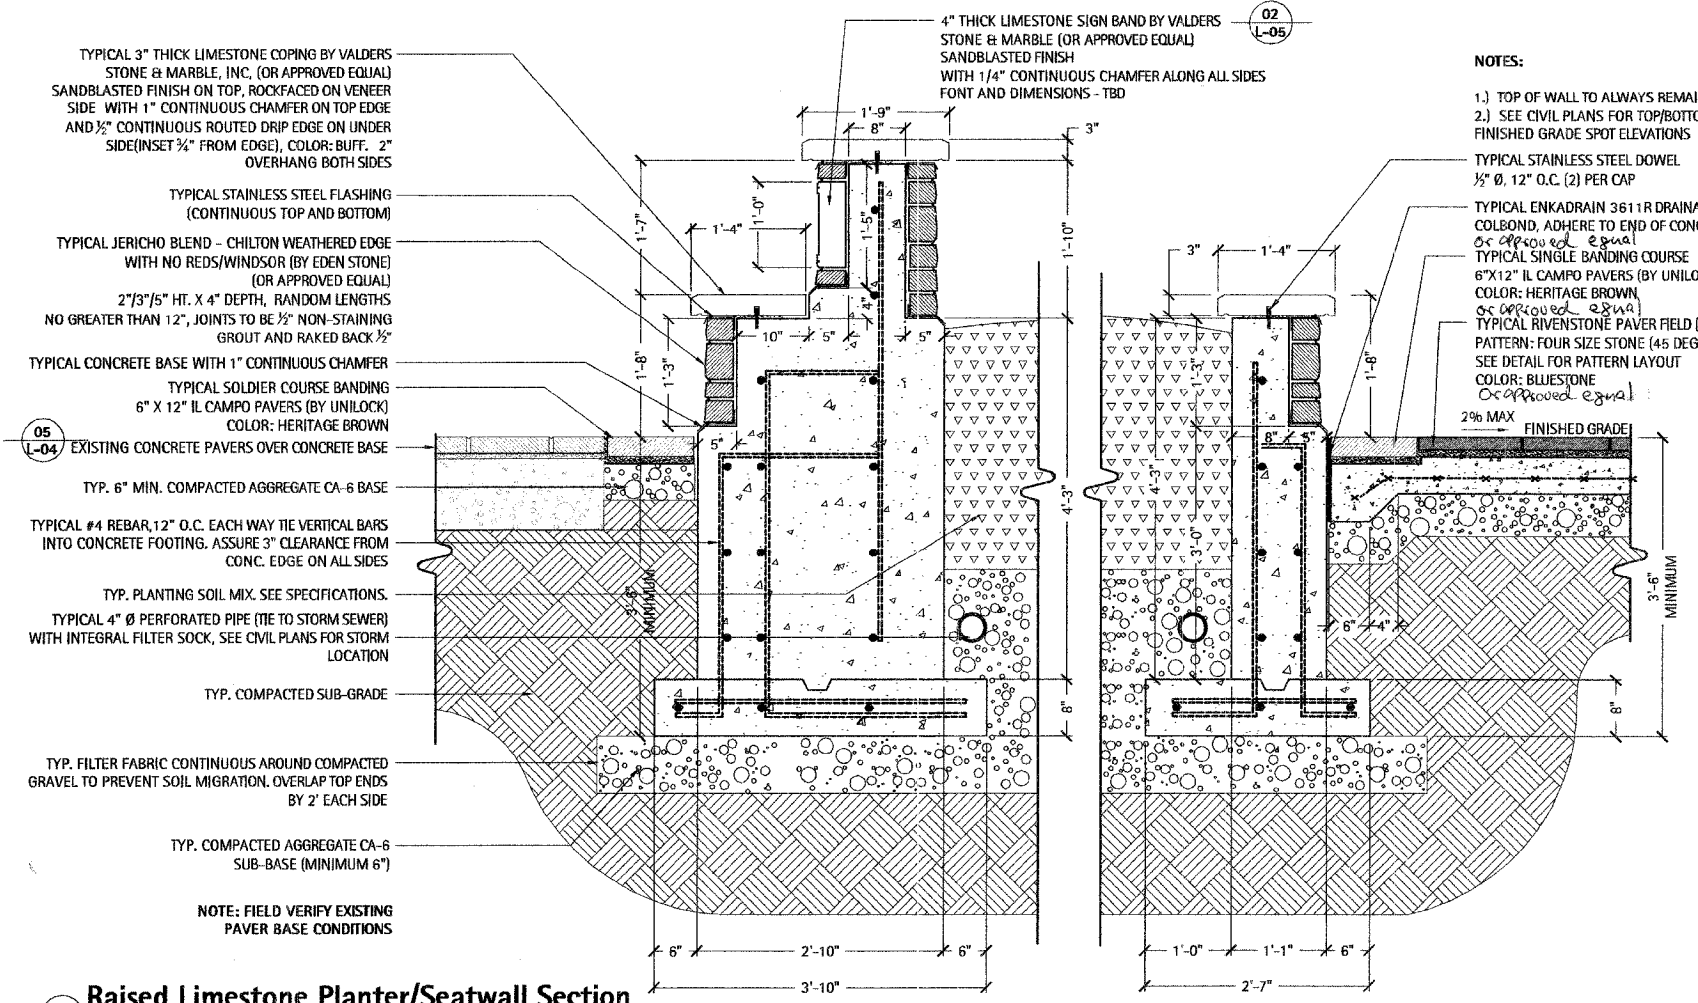 4" THICK LIMESTONE SIGN BAND BY VALDERS
STONE & MARBLE (OR APPROVED EQUAL)
SANDBLASTED FINISH
WITH 1/4" CONTINUOUS CHAMFER ALONG ALL SIDES
FONT AND DIMENSIONS - TBD
02
L-05
TYPICAL 3" THICK LIMESTONE COPING BY VALDERS
STONE & MARBLE, INC, (OR APPROVED EQUAL)
SANDBLASTED FINISH ON TOP, ROCKFACED ON VENEER
SIDE WITH 1" CONTINUOUS CHAMFER ON TOP EDGE
AND ½" CONTINUOUS ROUTED DRIP EDGE ON UNDER
SIDE(INSET ¾" FROM EDGE), COLOR: BUFF. 2"
OVERHANG BOTH SIDES
TYPICAL STAINLESS STEEL FLASHING
(CONTINUOUS TOP AND BOTTOM)
TYPICAL JERICHO BLEND - CHILTON WEATHERED EDGE
WITH NO REDS/WINDSOR (BY EDEN STONE)
(OR APPROVED EQUAL)
2"/3"/5" HT. X 4" DEPTH, RANDOM LENGTHS
NO GREATER THAN 12", JOINTS TO BE ½" NON-STAINING
GROUT AND RAKED BACK ½"
TYPICAL CONCRETE BASE WITH 1" CONTINUOUS CHAMFER
TYPICAL SOLDIER COURSE BANDING
6" X 12" IL CAMPO PAVERS (BY UNILOCK)
COLOR: HERITAGE BROWN
05
L-04
EXISTING CONCRETE PAVERS OVER CONCRETE BASE
TYP. 6" MIN. COMPACTED AGGREGATE CA-6 BASE
TYPICAL #4 REBAR,12" O.C. EACH WAY TIE VERTICAL BARS
INTO CONCRETE FOOTING. ASSURE 3" CLEARANCE FROM
CONC. EDGE ON ALL SIDES
TYP. PLANTING SOIL MIX. SEE SPECIFICATIONS.
TYPICAL 4" Ø PERFORATED PIPE (TIE TO STORM SEWER)
WITH INTEGRAL FILTER SOCK, SEE CIVIL PLANS FOR STORM
LOCATION
TYP. COMPACTED SUB-GRADE
TYP. FILTER FABRIC CONTINUOUS AROUND COMPACTED
GRAVEL TO PREVENT SOIL MIGRATION. OVERLAP TOP ENDS
BY 2' EACH SIDE
TYP. COMPACTED AGGREGATE CA-6
SUB-BASE (MINIMUM 6")
NOTE: FIELD VERIFY EXISTING
PAVER BASE CONDITIONS
1'-9"
8"
3"
1'-7"
1'-0"
1'-5"
1'-10"
1'-4"
4"
10"
5"
5"
1'-8"
1'-3"
5"
4'-3"
3'-6"
MINIMUM
8"
6"
2'-10"
6"
3'-10"
3"
1'-4"
1'-3"
1'-8"
8"
5"
4'-3"
3'-0"
6"
4"
3'-6"
MINIMUM
8"
1'-0"
1'-1"
6"
2'-7"
NOTES:
1.) TOP OF WALL TO ALWAYS REMAI
2.) SEE CIVIL PLANS FOR TOP/BOTTO
FINISHED GRADE SPOT ELEVATIONS
TYPICAL STAINLESS STEEL DOWEL
½" Ø, 12" O.C. (2) PER CAP
TYPICAL ENKADRAIN 3611R DRAINA
COLBOND, ADHERE TO END OF CON
or approved equal
TYPICAL SINGLE BANDING COURSE
6"X12" IL CAMPO PAVERS (BY UNILO
COLOR: HERITAGE BROWN
or approved equal
TYPICAL RIVENSTONE PAVER FIELD (
PATTERN: FOUR SIZE STONE (45 DEG
SEE DETAIL FOR PATTERN LAYOUT
COLOR: BLUESTONE
Or approved equal
2% MAX
FINISHED GRADE
Raised Limestone Planter/Seatwall Section